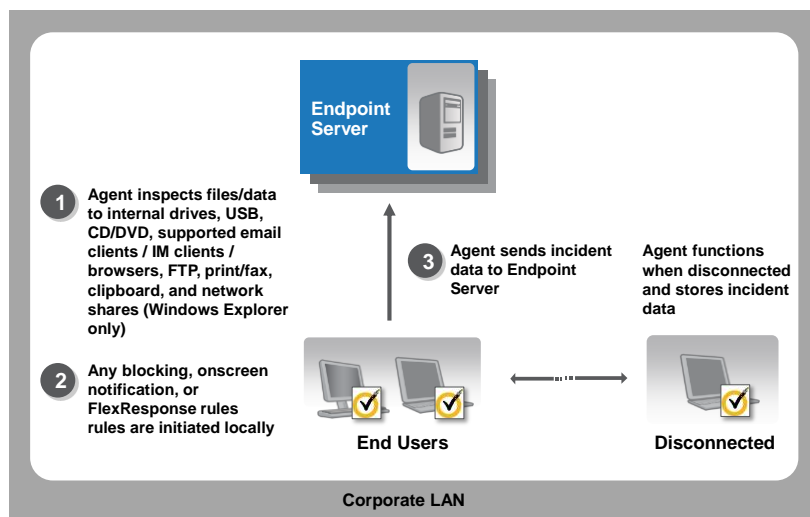 Endpoint
Server
1
Agent inspects files/data
to internal drives, USB,
CD/DVD, supported email
clients / IM clients /
browsers, FTP, print/fax,
clipboard, and network
shares (Windows Explorer
only)
2
Any blocking, onscreen
notification, or
FlexResponse rules
rules are initiated locally
3
Agent sends incident
data to Endpoint
Server
Agent functions
when disconnected
and stores incident
data
End Users
Disconnected
Corporate LAN